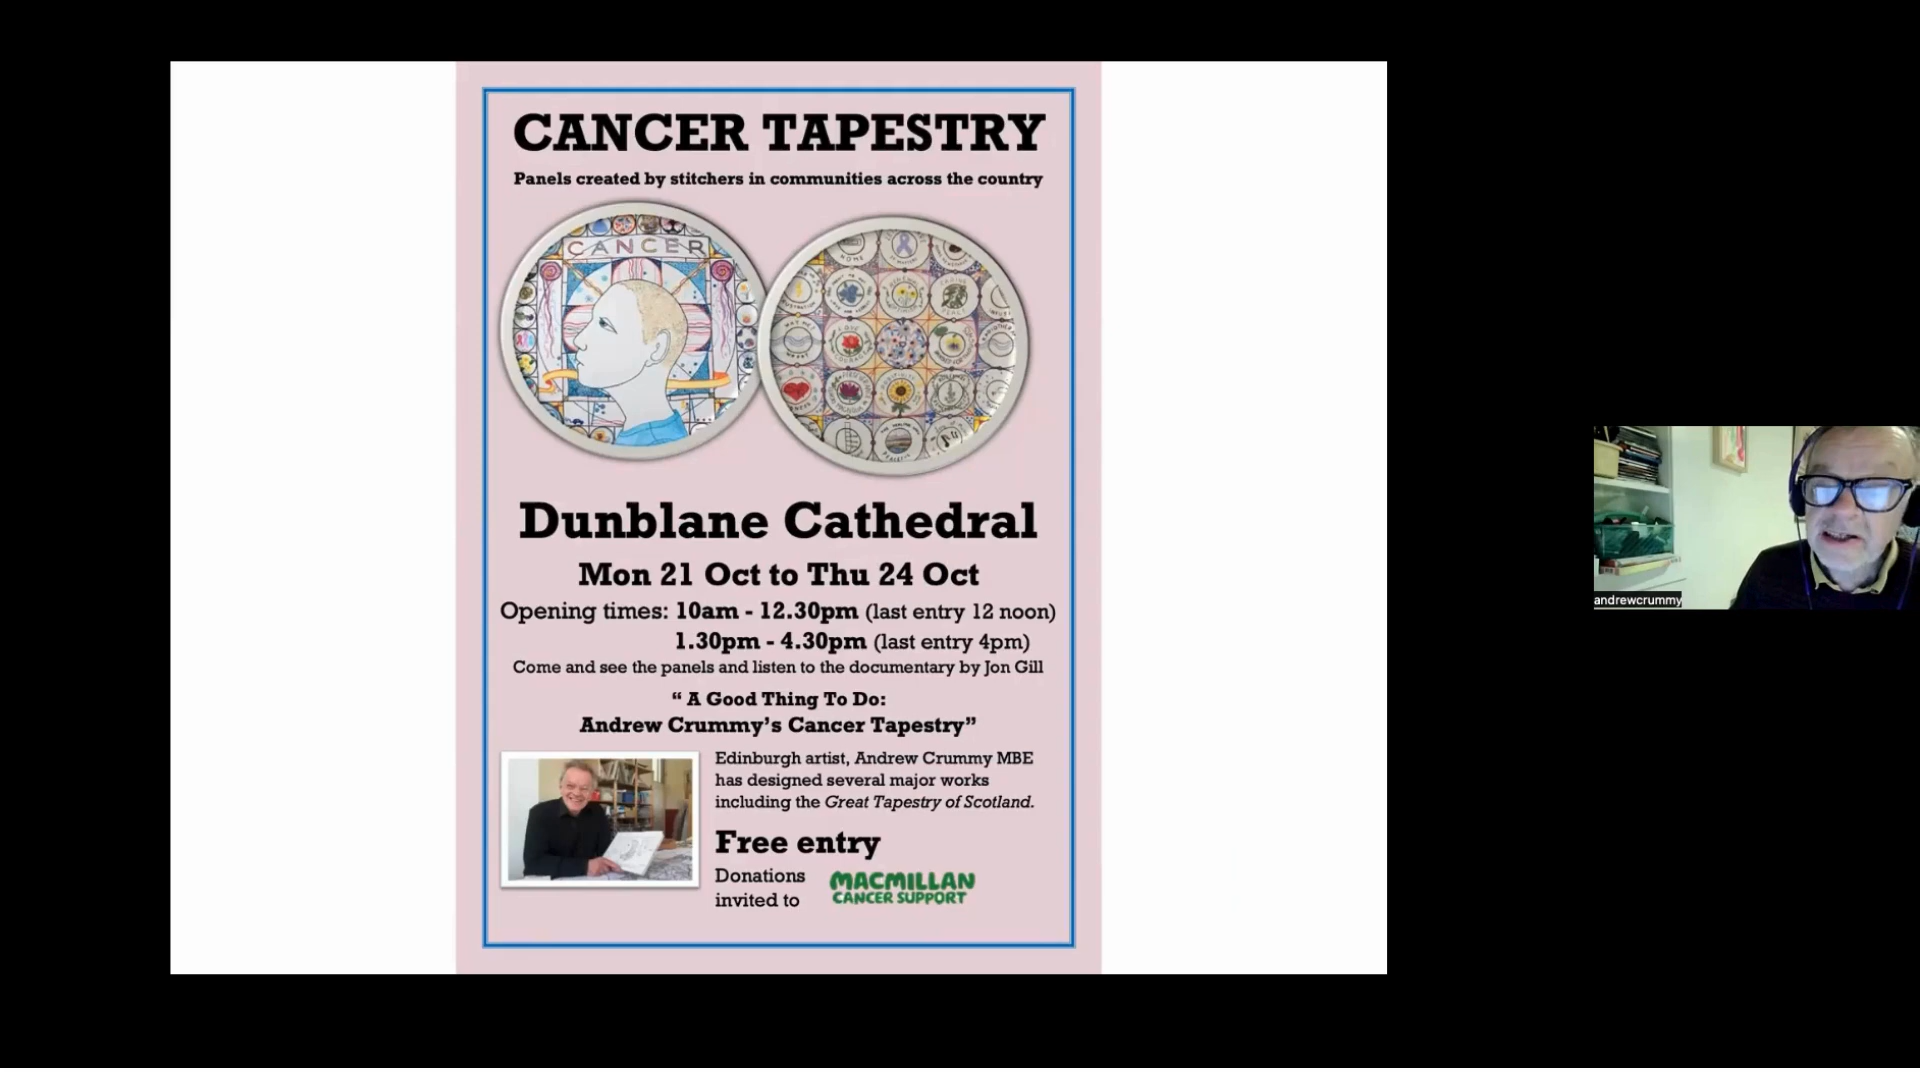 CANCER TAPESTRY
Panels created by stitchers in communities across the country
CANCER
Dunblane Cathedral
Mon 21 Oct to Thu 24 Oct
Opening times: 10am - 12.30pm (last entry 12 noon)
1.30pm - 4.30pm (last entry 4pm)
Come and see the panels and listen to the documentary by Jon Gill
“ A Good Thing To Do:
Andrew Crummy’s Cancer Tapestry”
Edinburgh artist, Andrew Crummy MBE
has designed several major works
including the Great Tapestry of Scotland.
Free entry
Donations
invited to
MACMILLAN
CANCER SUPPORT
andrewcrummy